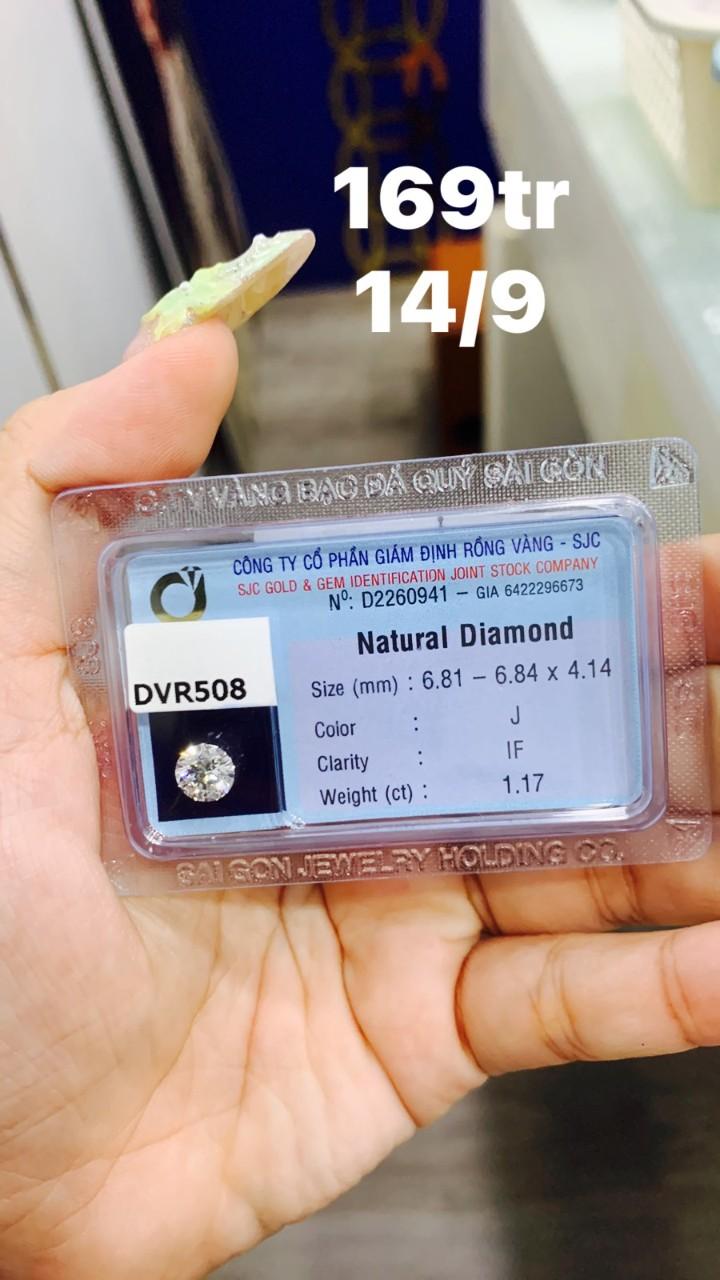 169tr
14/9
C.TY VÀNG BẠC ĐÁ QUÝ SÀI GÒN
CÔNG TY CỔ PHẦN GIÁM ĐỊNH RỒNG VÀNG - SJC
SJC GOLD & GEM IDENTIFICATION JOINT STOCK COMPANY
Nº: D2260941 – GIA 6422296673
Natural Diamond
DVR508
Size (mm) : 6.81 – 6.84 x 4.14
Color : J
Clarity : IF
Weight (ct) : 1.17
SAI GON JEWELRY HOLDING CO.